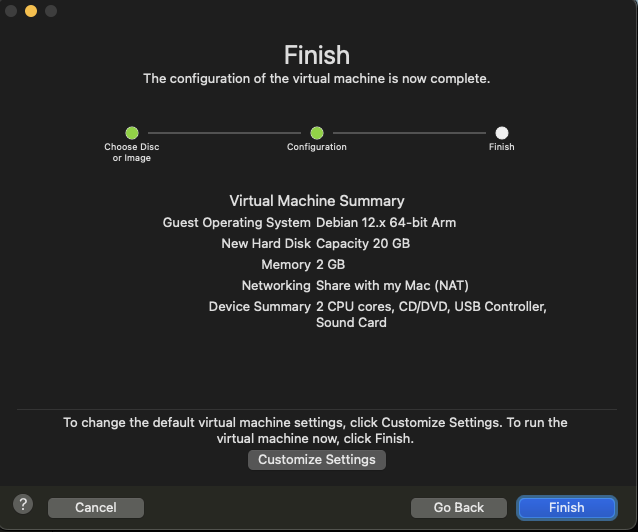 Finish
The configuration of the virtual machine is now complete.
Choose Disc
or Image
Configuration
Finish
Virtual Machine Summary
Guest Operating System Debian 12.x 64-bit Arm
New Hard Disk Capacity 20 GB
Memory 2 GB
Networking Share with my Mac (NAT)
Device Summary 2 CPU cores, CD/DVD, USB Controller,
Sound Card
To change the default virtual machine settings, click Customize Settings. To run the
virtual machine now, click Finish.
Customize Settings
? Cancel Go Back Finish